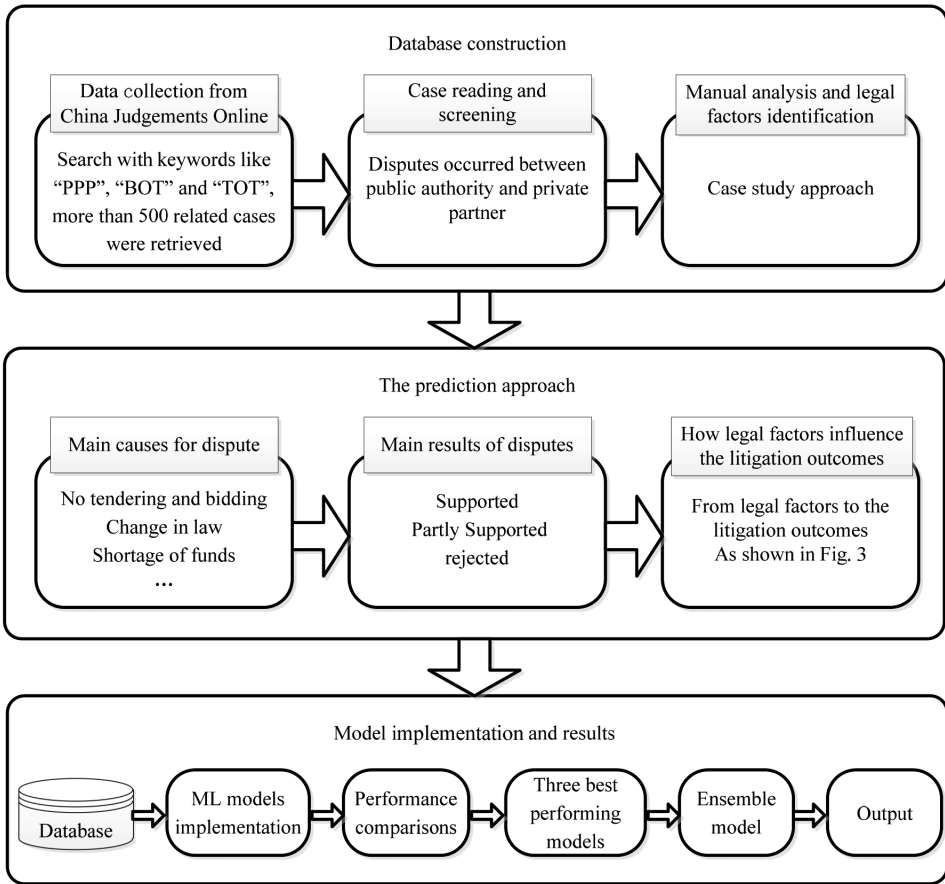 Database construction
Data collection from
China Judgements Online
Search with keywords like
“PPP”, “BOT” and “TOT”,
more than 500 related cases
were retrieved
Case reading and
screening
Disputes occurred between
public authority and private
partner
Manual analysis and legal
factors identification
Case study approach
The prediction approach
Main causes for dispute
No tendering and bidding
Change in law
Shortage of funds
...
Main results of disputes
Supported
Partly Supported
rejected
How legal factors influence
the litigation outcomes
From legal factors to the
litigation outcomes
As shown in Fig. 3
Model implementation and results
Database
ML models
implementation
Performance
comparisons
Three best
performing
models
Ensemble
model
Output